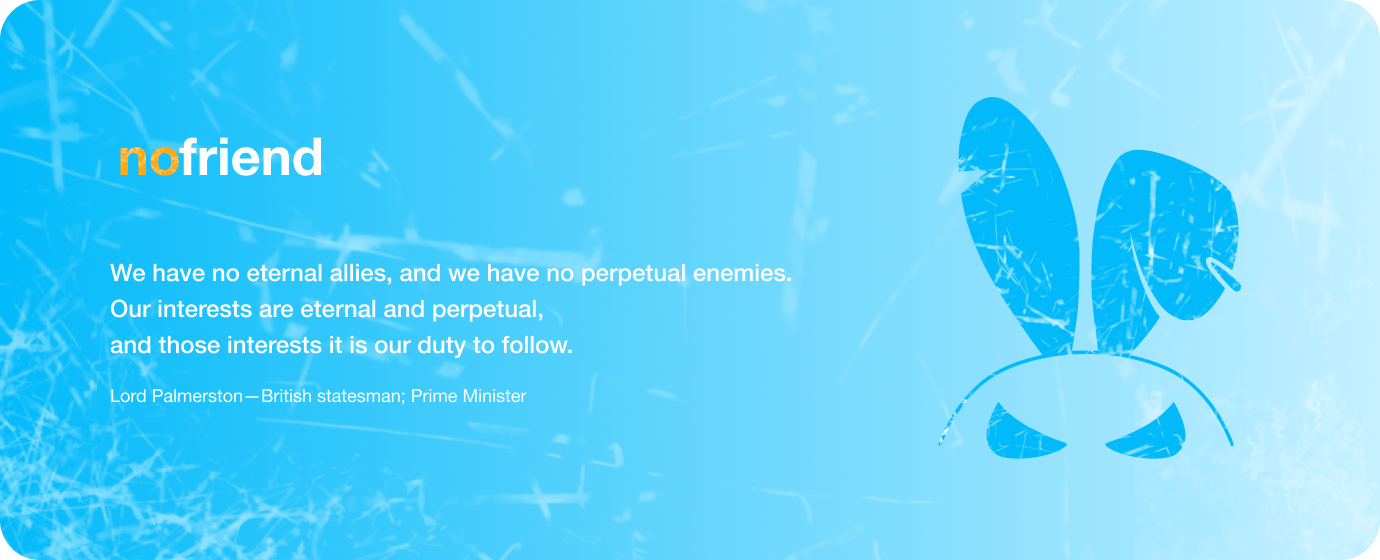 nofriend
We have no eternal allies, and we have no perpetual enemies.
Our interests are eternal and perpetual,
and those interests it is our duty to follow.
Lord Palmerston—British statesman; Prime Minister